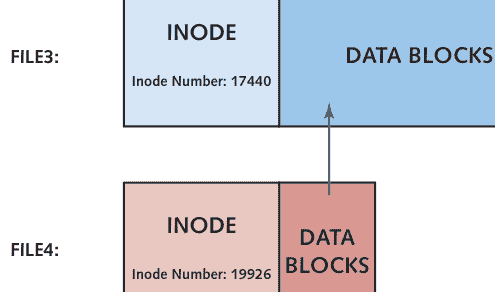 FILE3:
INODE
Inode Number: 17440
DATA BLOCKS
FILE4:
INODE
Inode Number: 19926
DATA
BLOCKS